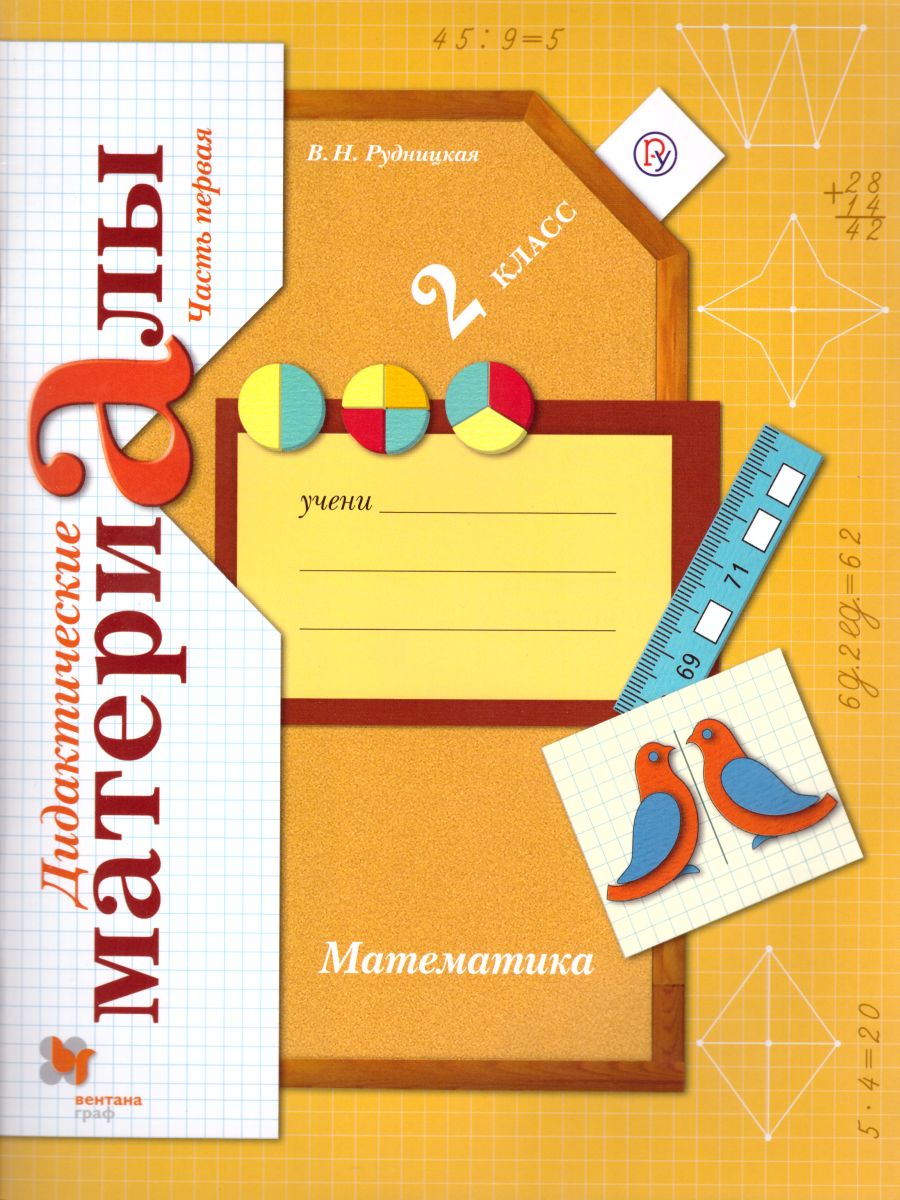 45:9=5
В. Н. Рудницкая
РУ
+28
14
42
2 КЛАСС
Дидактические
материАлы
Часть первая
учени
69 71
6д.2ед.=62
Математика
5·4=20
вентана
граф